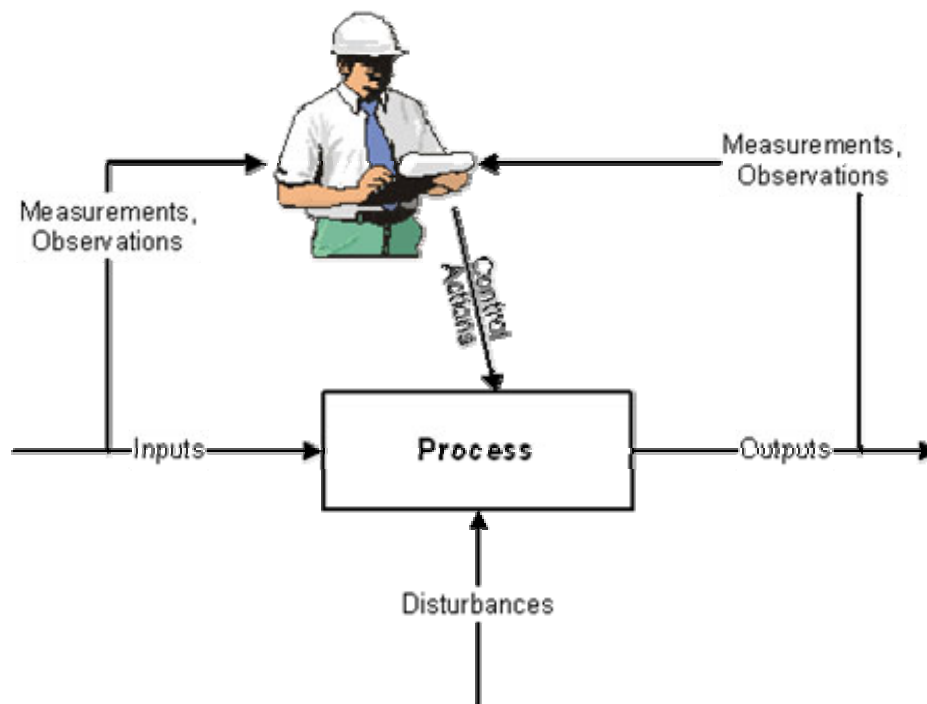 Measurements,
Observations
Measurements,
Observations
Control
Actions
Inputs
Process
Outputs
Disturbances